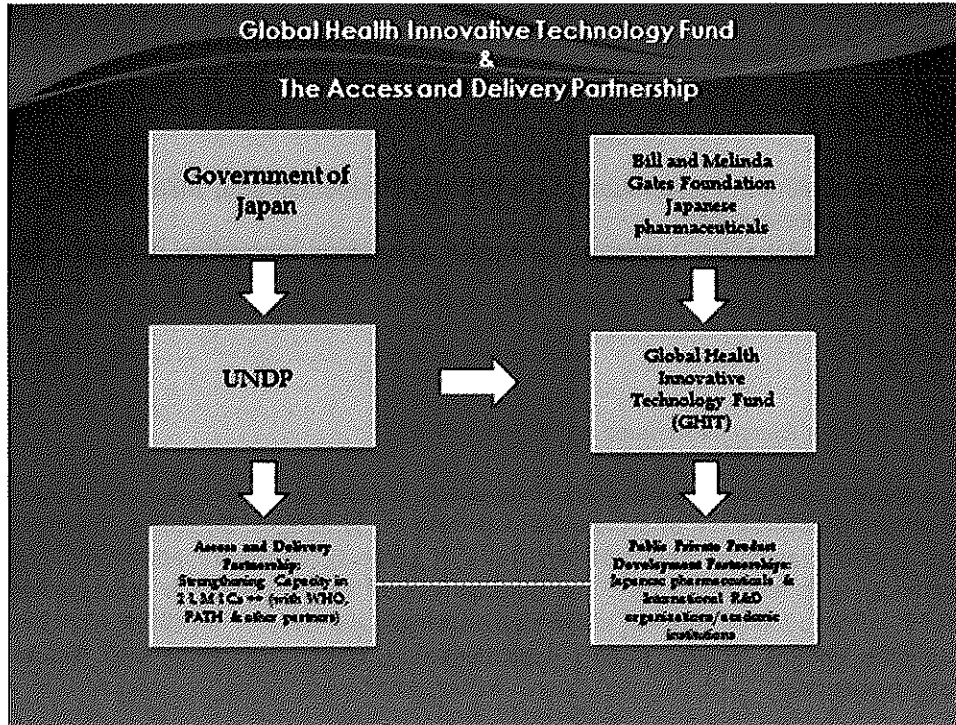 Global Health Innovative Technology Fund
&
The Access and Delivery Partnership
Government of
Japan
Bill and Melinda
Gates Foundation
Japanese
pharmaceuticals
UNDP
Global Health
Innovative
Technology Fund
(GHIT)
Access and Delivery
Partnership:
Strengthening Capacity in
(with WHO,
PATH & other partners)
Public Private Product
Development Partnerships:
Japanese pharmaceuticals &
International R&D
organizations/academic
institutions